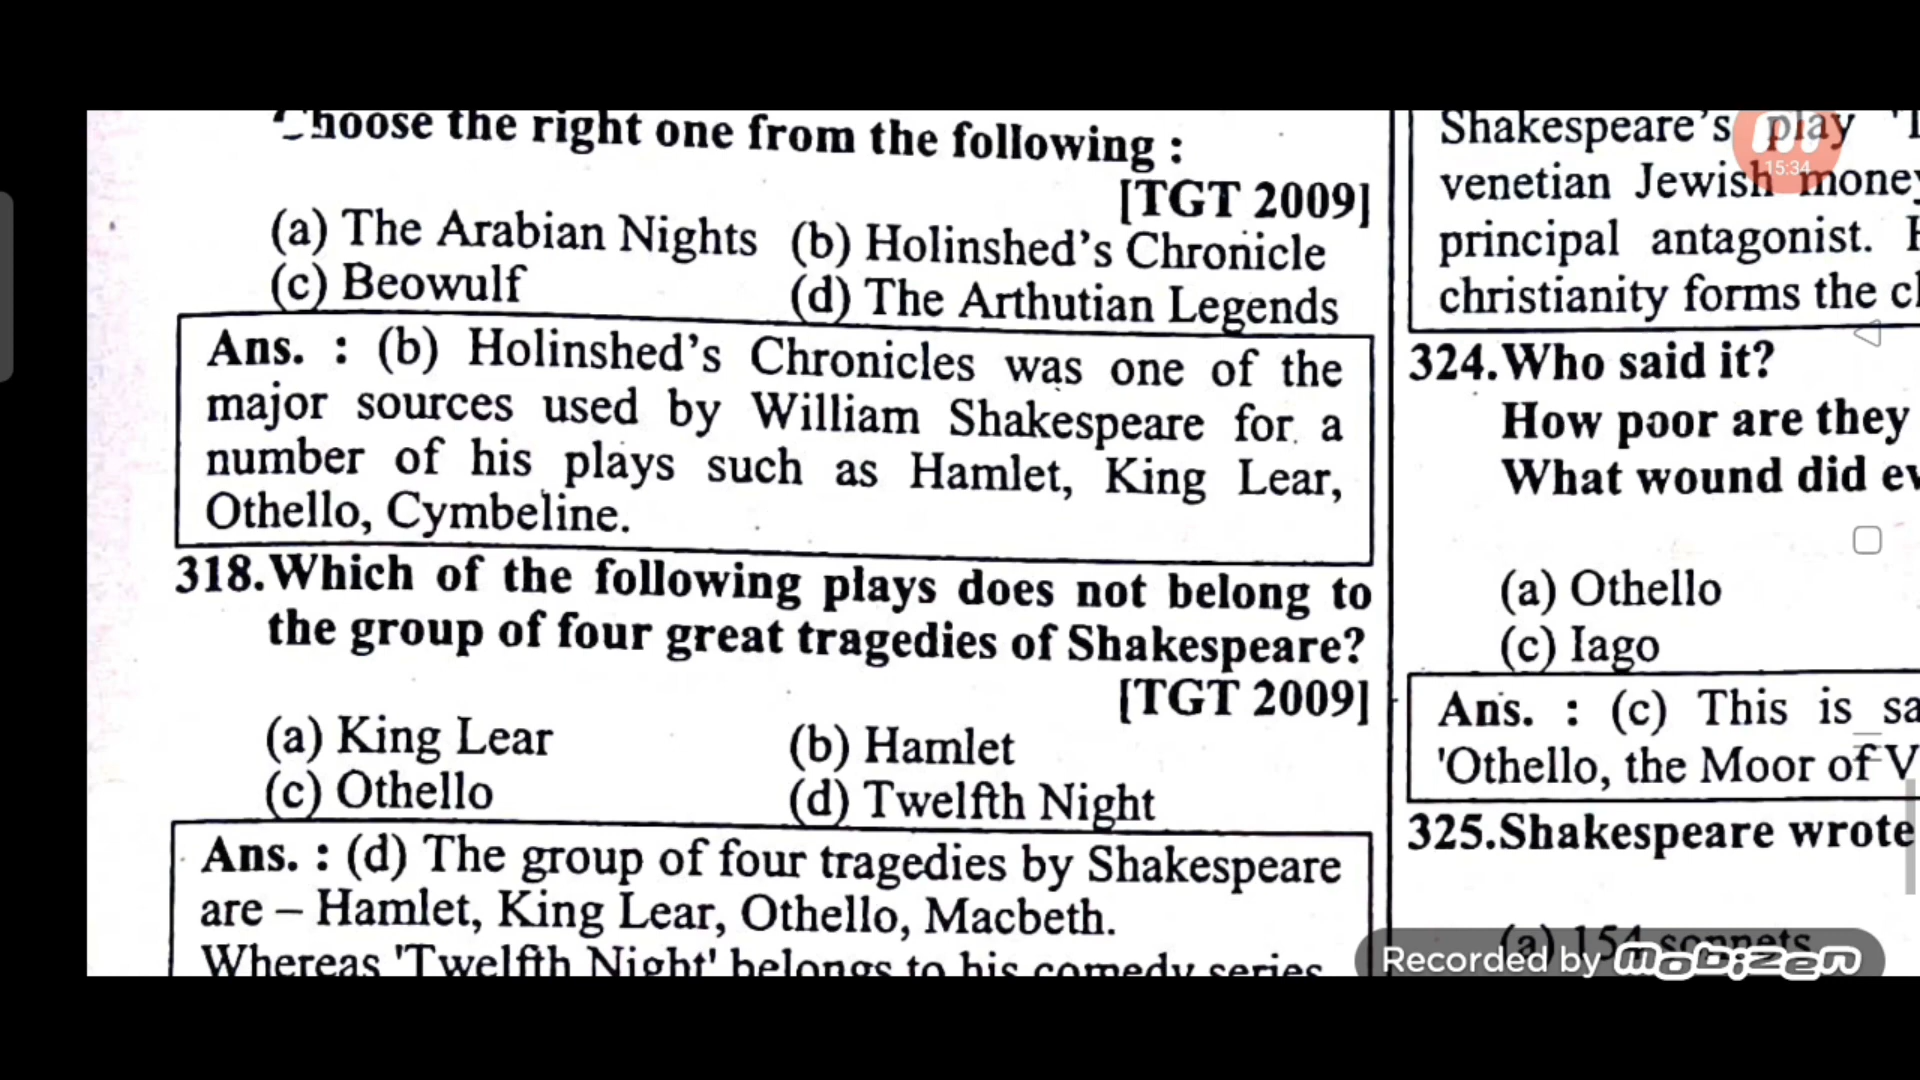 Choose the right one from the following :
[TGT 2009]
(a) The Arabian Nights (b) Holinshed's Chronicle
(c) Beowulf (d) The Arthutian Legends
Ans. : (b) Holinshed's Chronicles was one of the
major sources used by William Shakespeare for a
number of his plays such as Hamlet, King Lear,
Othello, Cymbeline.
318.Which of the following plays does not belong to
the group of four great tragedies of Shakespeare?
[TGT 2009]
(a) King Lear (b) Hamlet
(c) Othello (d) Twelfth Night
Ans. : (d) The group of four tragedies by Shakespeare
are – Hamlet, King Lear, Othello, Macbeth.
Whereas 'Twelfth Night' belongs to his comedy series
Shakespeare's play
venetian Jewish
principal antagonist.
christianity forms the
324.Who said it?
How poor are they
What wound did
(a) Othello
(c) Iago
Ans. : (c) This is
'Othello, the Moor of
325.Shakespeare wrote
(a) 154 sonnets
15:34
Recorded by mobizen